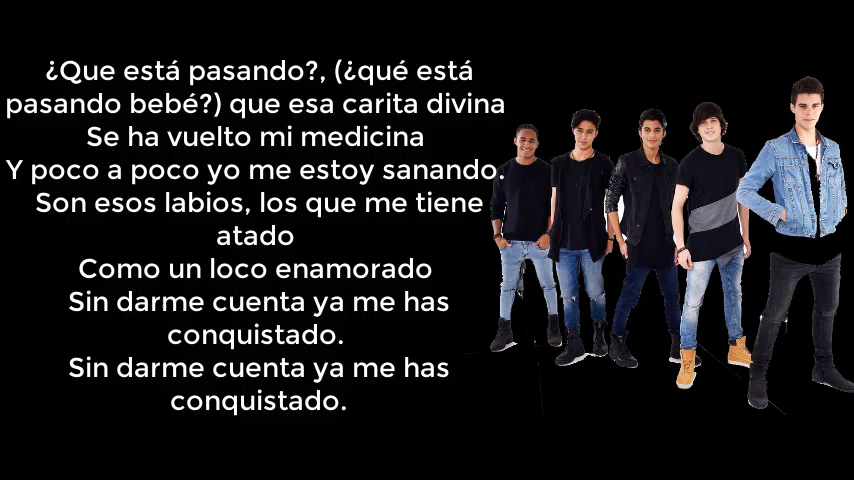 ¿Que está pasando?, (¿qué está
pasando bebé?) que esa carita divina
Se ha vuelto mi medicina
Y poco a poco yo me estoy sanando.
Son esos labios, los que me tiene
atado
Como un loco enamorado
Sin darme cuenta ya me has
conquistado.
Sin darme cuenta ya me has
conquistado.